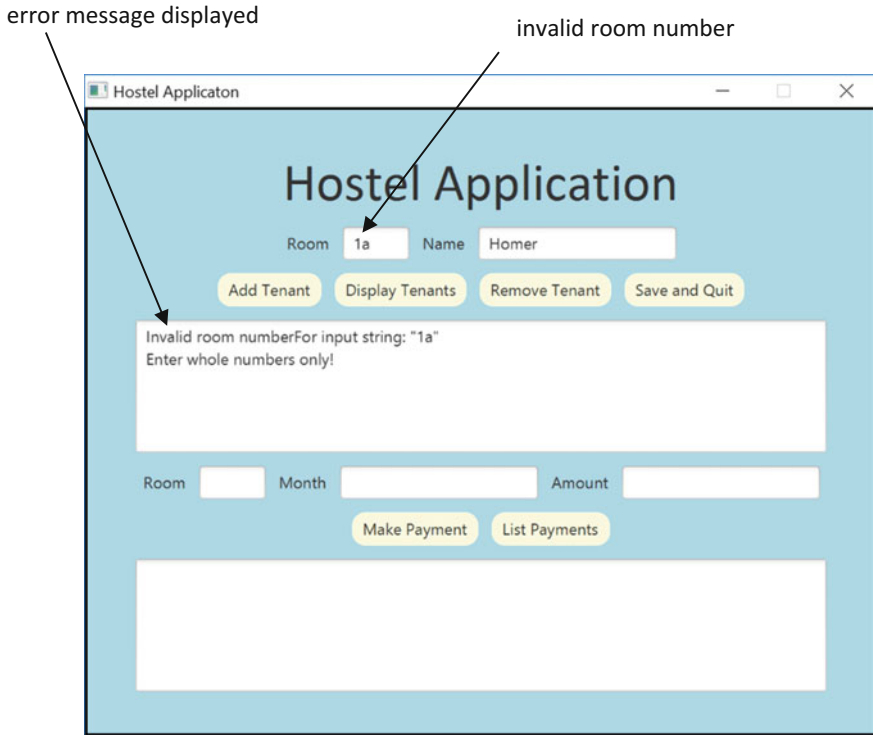 error message displayed
invalid room number
Hostel Applicaton
Hostel Application
Room 1a Name Homer
Add Tenant Display Tenants Remove Tenant Save and Quit
Invalid room numberFor input string: "1a"
Enter whole numbers only!
Room Month Amount
Make Payment List Payments